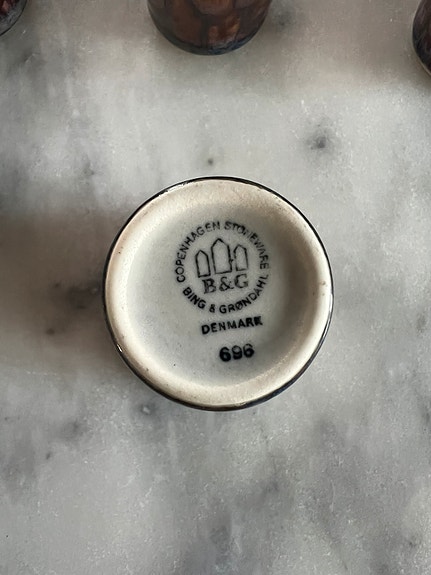 COPENHAGEN STONEWARE
B&G
BING & GRØNDAHL
DENMARK
696